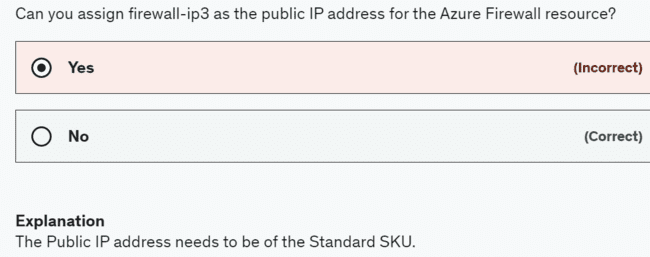 Can you assign firewall-ip3 as the public IP address for the Azure Firewall resource?
Yes (Incorrect)
No (Correct)
Explanation
The Public IP address needs to be of the Standard SKU.